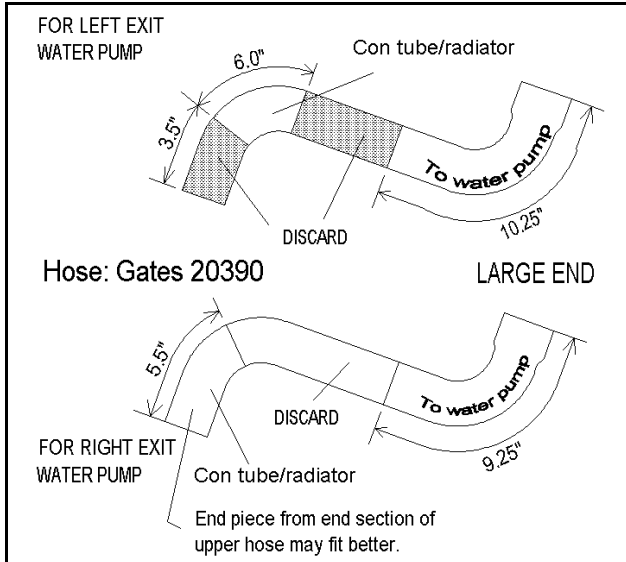 FOR LEFT EXIT
WATER PUMP
6.0"
Con tube/radiator
3.5"
To water pump
10.25"
DISCARD
Hose: Gates 20390
LARGE END
5.5"
To water pump
DISCARD
9.25"
FOR RIGHT EXIT
WATER PUMP
Con tube/radiator
End piece from end section of
upper hose may fit better.